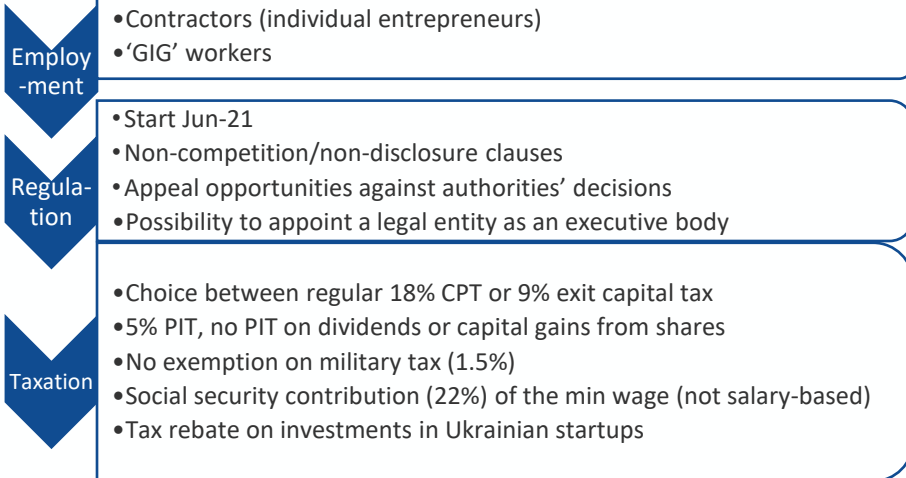 Employ
-ment
•Contractors (individual entrepreneurs)
•‘GIG’ workers
Regula-
tion
•Start Jun-21
•Non-competition/non-disclosure clauses
•Appeal opportunities against authorities’ decisions
•Possibility to appoint a legal entity as an executive body
Taxation
•Choice between regular 18% CPT or 9% exit capital tax
•5% PIT, no PIT on dividends or capital gains from shares
•No exemption on military tax (1.5%)
•Social security contribution (22%) of the min wage (not salary-based)
•Tax rebate on investments in Ukrainian startups